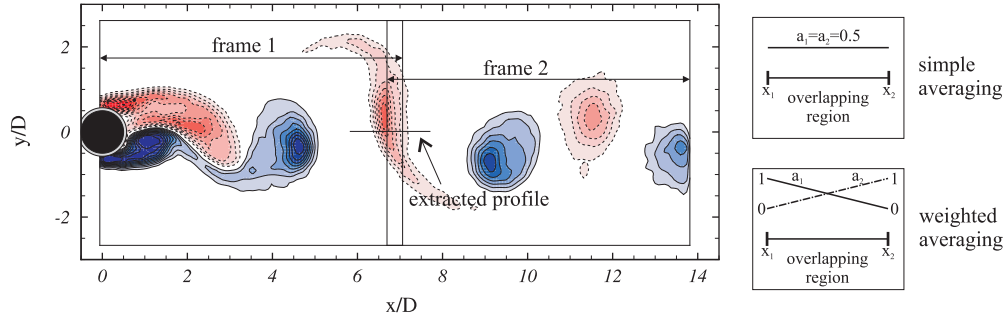 frame 1
frame 2
extracted profile
y/D
2
0
-2
0
2
4
6
8
10
12
14
x/D
a₁=a₂=0.5
x₁
x₂
overlapping
region
simple
averaging
1
a₁
a₂
1
0
0
x₁
x₂
overlapping
region
weighted
averaging